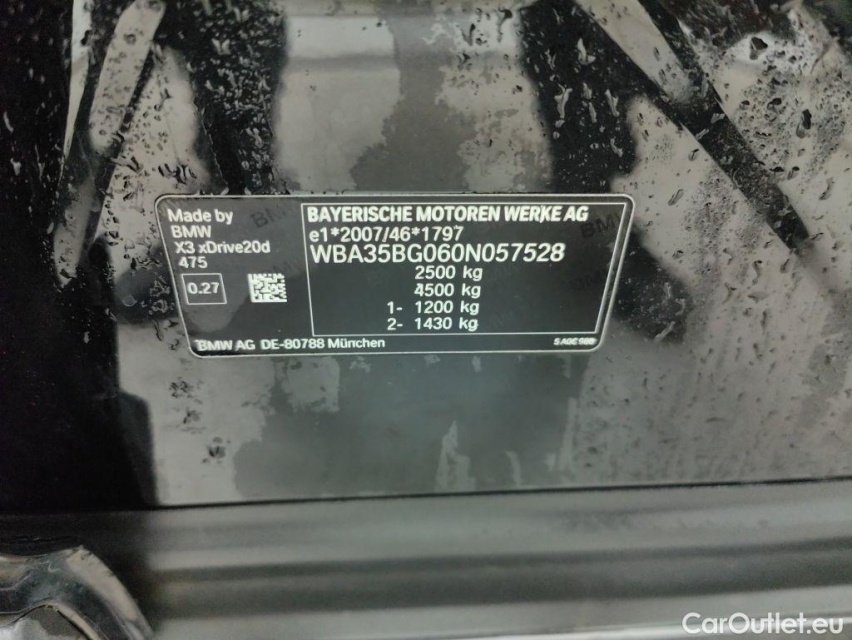 Made by
BMW
X3 xDrive20d
475
0.27
BAYERISCHE MOTOREN WERKE AG
e1*2007/46*1797
WBA35BG060N057528
2500 kg
4500 kg
1- 1200 kg
2- 1430 kg
BMW AG DE-80788 München
CarOutlet.eu